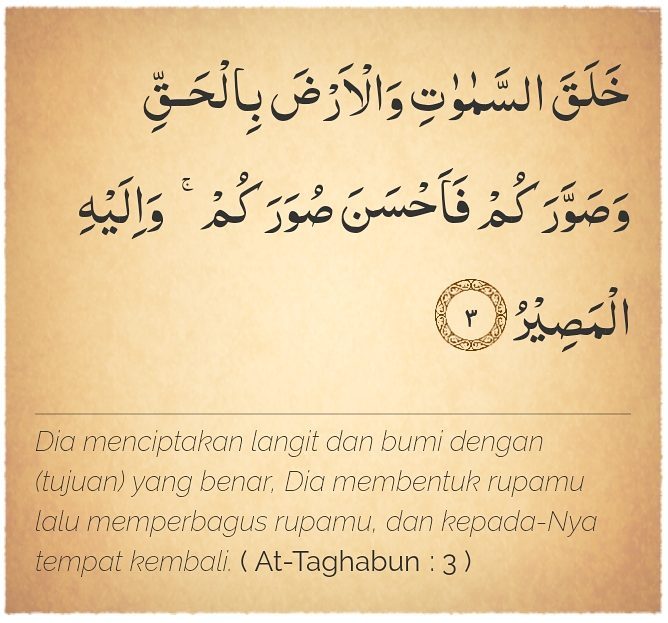 خَلَقَ السَّمٰوٰتِ وَالْاَرْضَ بِالْحَـقِّ
وَصَوَّرَكُمْ فَاَحْسَنَ صُوَرَكُمْ ۚ وَاِلَيْهِ
الْمَصِيْرُ ٣
Dia menciptakan langit dan bumi dengan
(tujuan) yang benar, Dia membentuk rupamu
lalu memperbagus rupamu, dan kepada-Nya
tempat kembali. ( At-Taghabun : 3 )